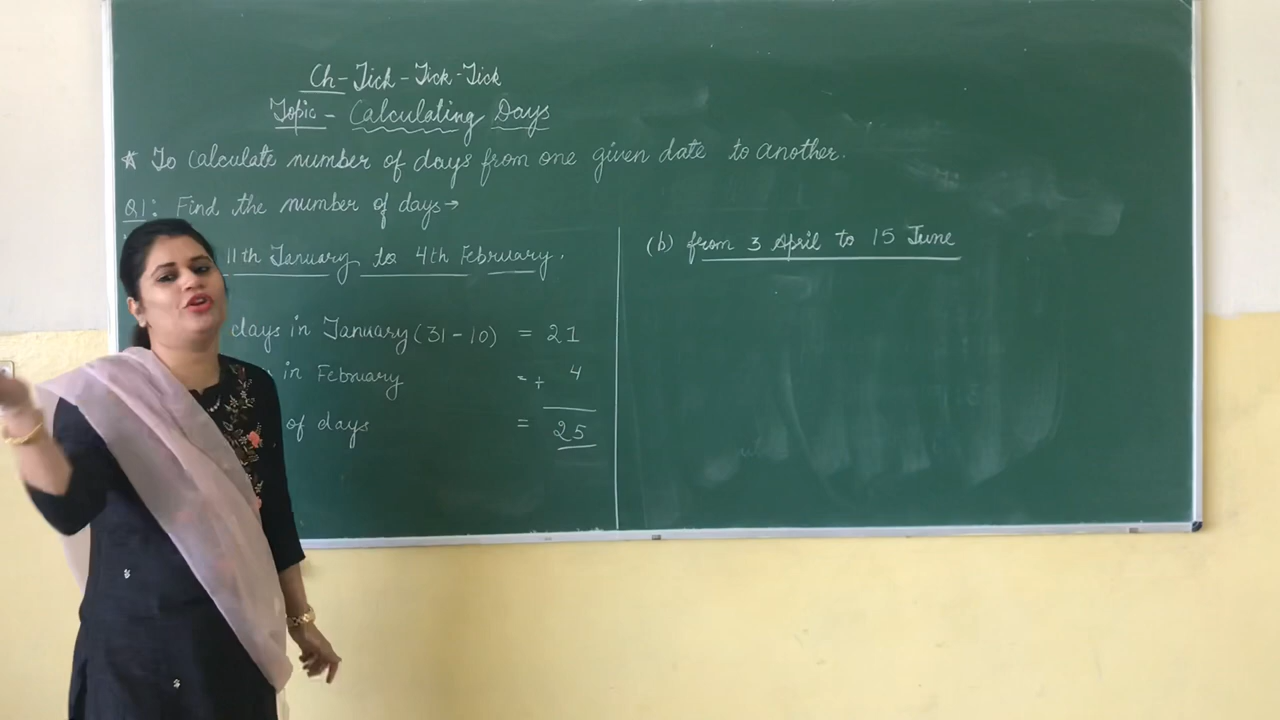 Ch-Tick-Tick-Tick
Topic - Calculating Days
* To Calculate number of days from one given date to another.
Q1: Find the number of days→
11th January to 4th February.
days in January (31-10) = 21
in February = + 4
of days = 25
(b) from 3 April to 15 June